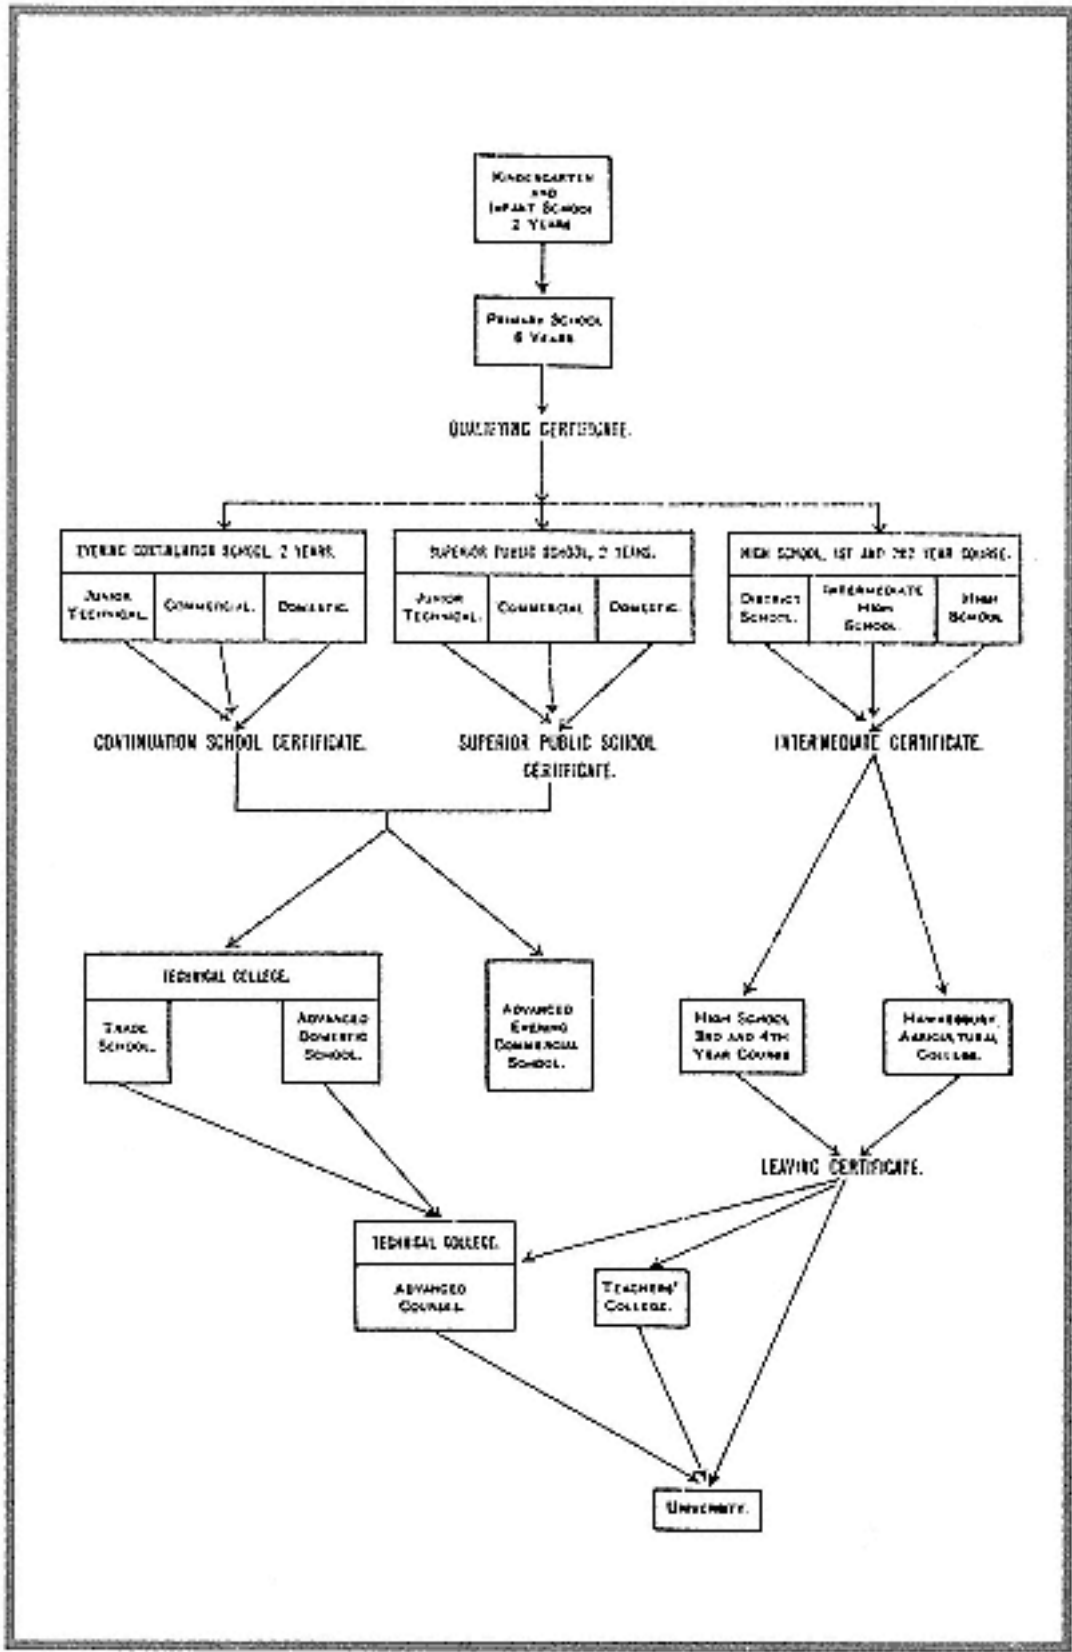 KINDERGARTEN
AND
INFANT SCHOOL
2 YEARS
PRIMARY SCHOOL
6 YEARS
QUALIFYING CERTIFICATE.
EVENING CONTINUATION SCHOOL, 2 YEARS.
JUNIOR
TECHNICAL.
COMMERCIAL.
DOMESTIC.
SUPERIOR PUBLIC SCHOOL, 2 YEARS.
JUNIOR
TECHNICAL.
COMMERCIAL
DOMESTIC.
HIGH SCHOOL, 1ST AND 2ND YEAR COURSE.
DISTRICT
SCHOOL.
INTERMEDIATE
HIGH
SCHOOL.
HIGH
SCHOOL
CONTINUATION SCHOOL CERTIFICATE.
SUPERIOR PUBLIC SCHOOL
CERTIFICATE.
INTERMEDIATE CERTIFICATE.
TECHNICAL COLLEGE.
TRADE
SCHOOL.
ADVANCED
DOMESTIC
SCHOOL.
ADVANCED
EVENING
COMMERCIAL
SCHOOL.
HIGH SCHOOL
3RD AND 4TH
YEAR COURSE
HAWKESBURY
AGRICULTURAL
COLLEGE.
LEAVING CERTIFICATE.
TECHNICAL COLLEGE.
ADVANCED
COURSES.
TEACHERS'
COLLEGE.
UNIVERSITY.